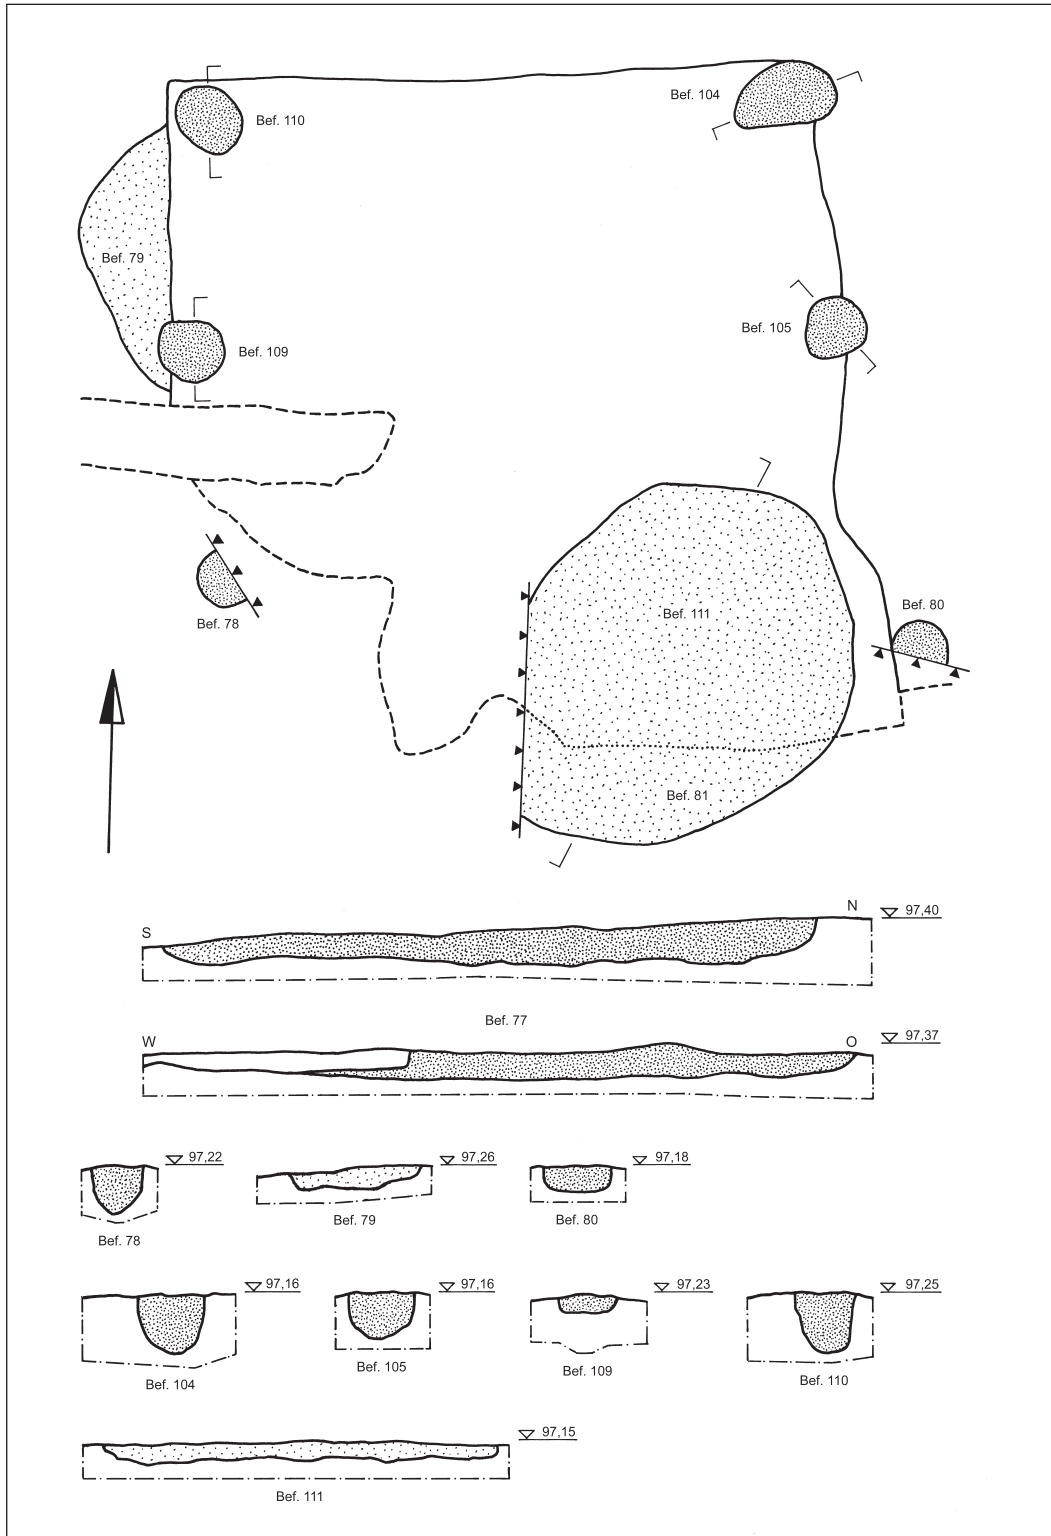 Bef. 104
Bef. 110
Bef. 79
Bef. 105
Bef. 109
Bef. 80
Bef. 111
Bef. 78
Bef. 81
S N 97,40
Bef. 77
W O 97,37
97,22 97,26 97,18
Bef. 78 Bef. 79 Bef. 80
97,16 97,16 97,23 97,25
Bef. 104 Bef. 105 Bef. 109 Bef. 110
97,15
Bef. 111